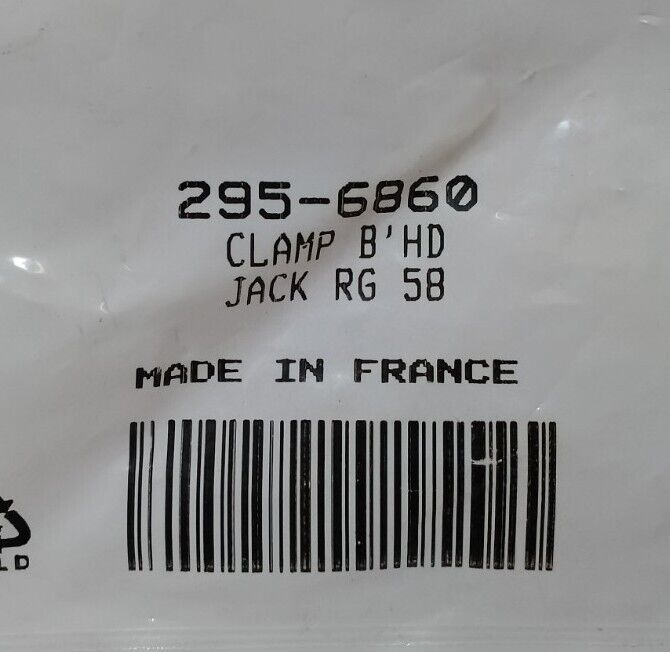 295-6860
CLAMP B'HD
JACK RG 58
MADE IN FRANCE